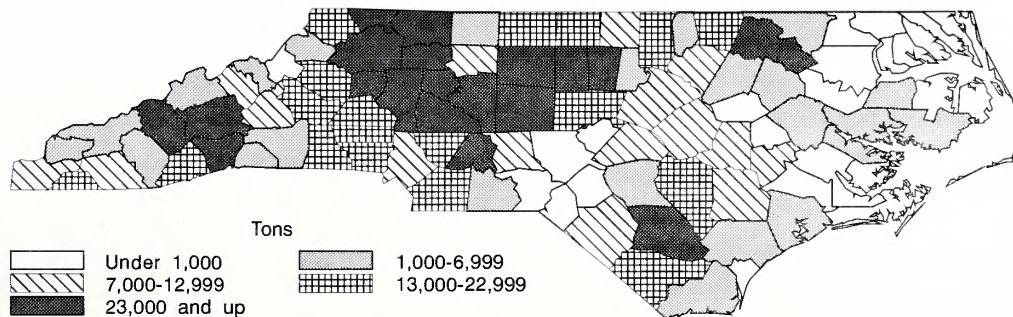 Tons
Under 1,000
1,000-6,999
7,000-12,999
13,000-22,999
23,000 and up